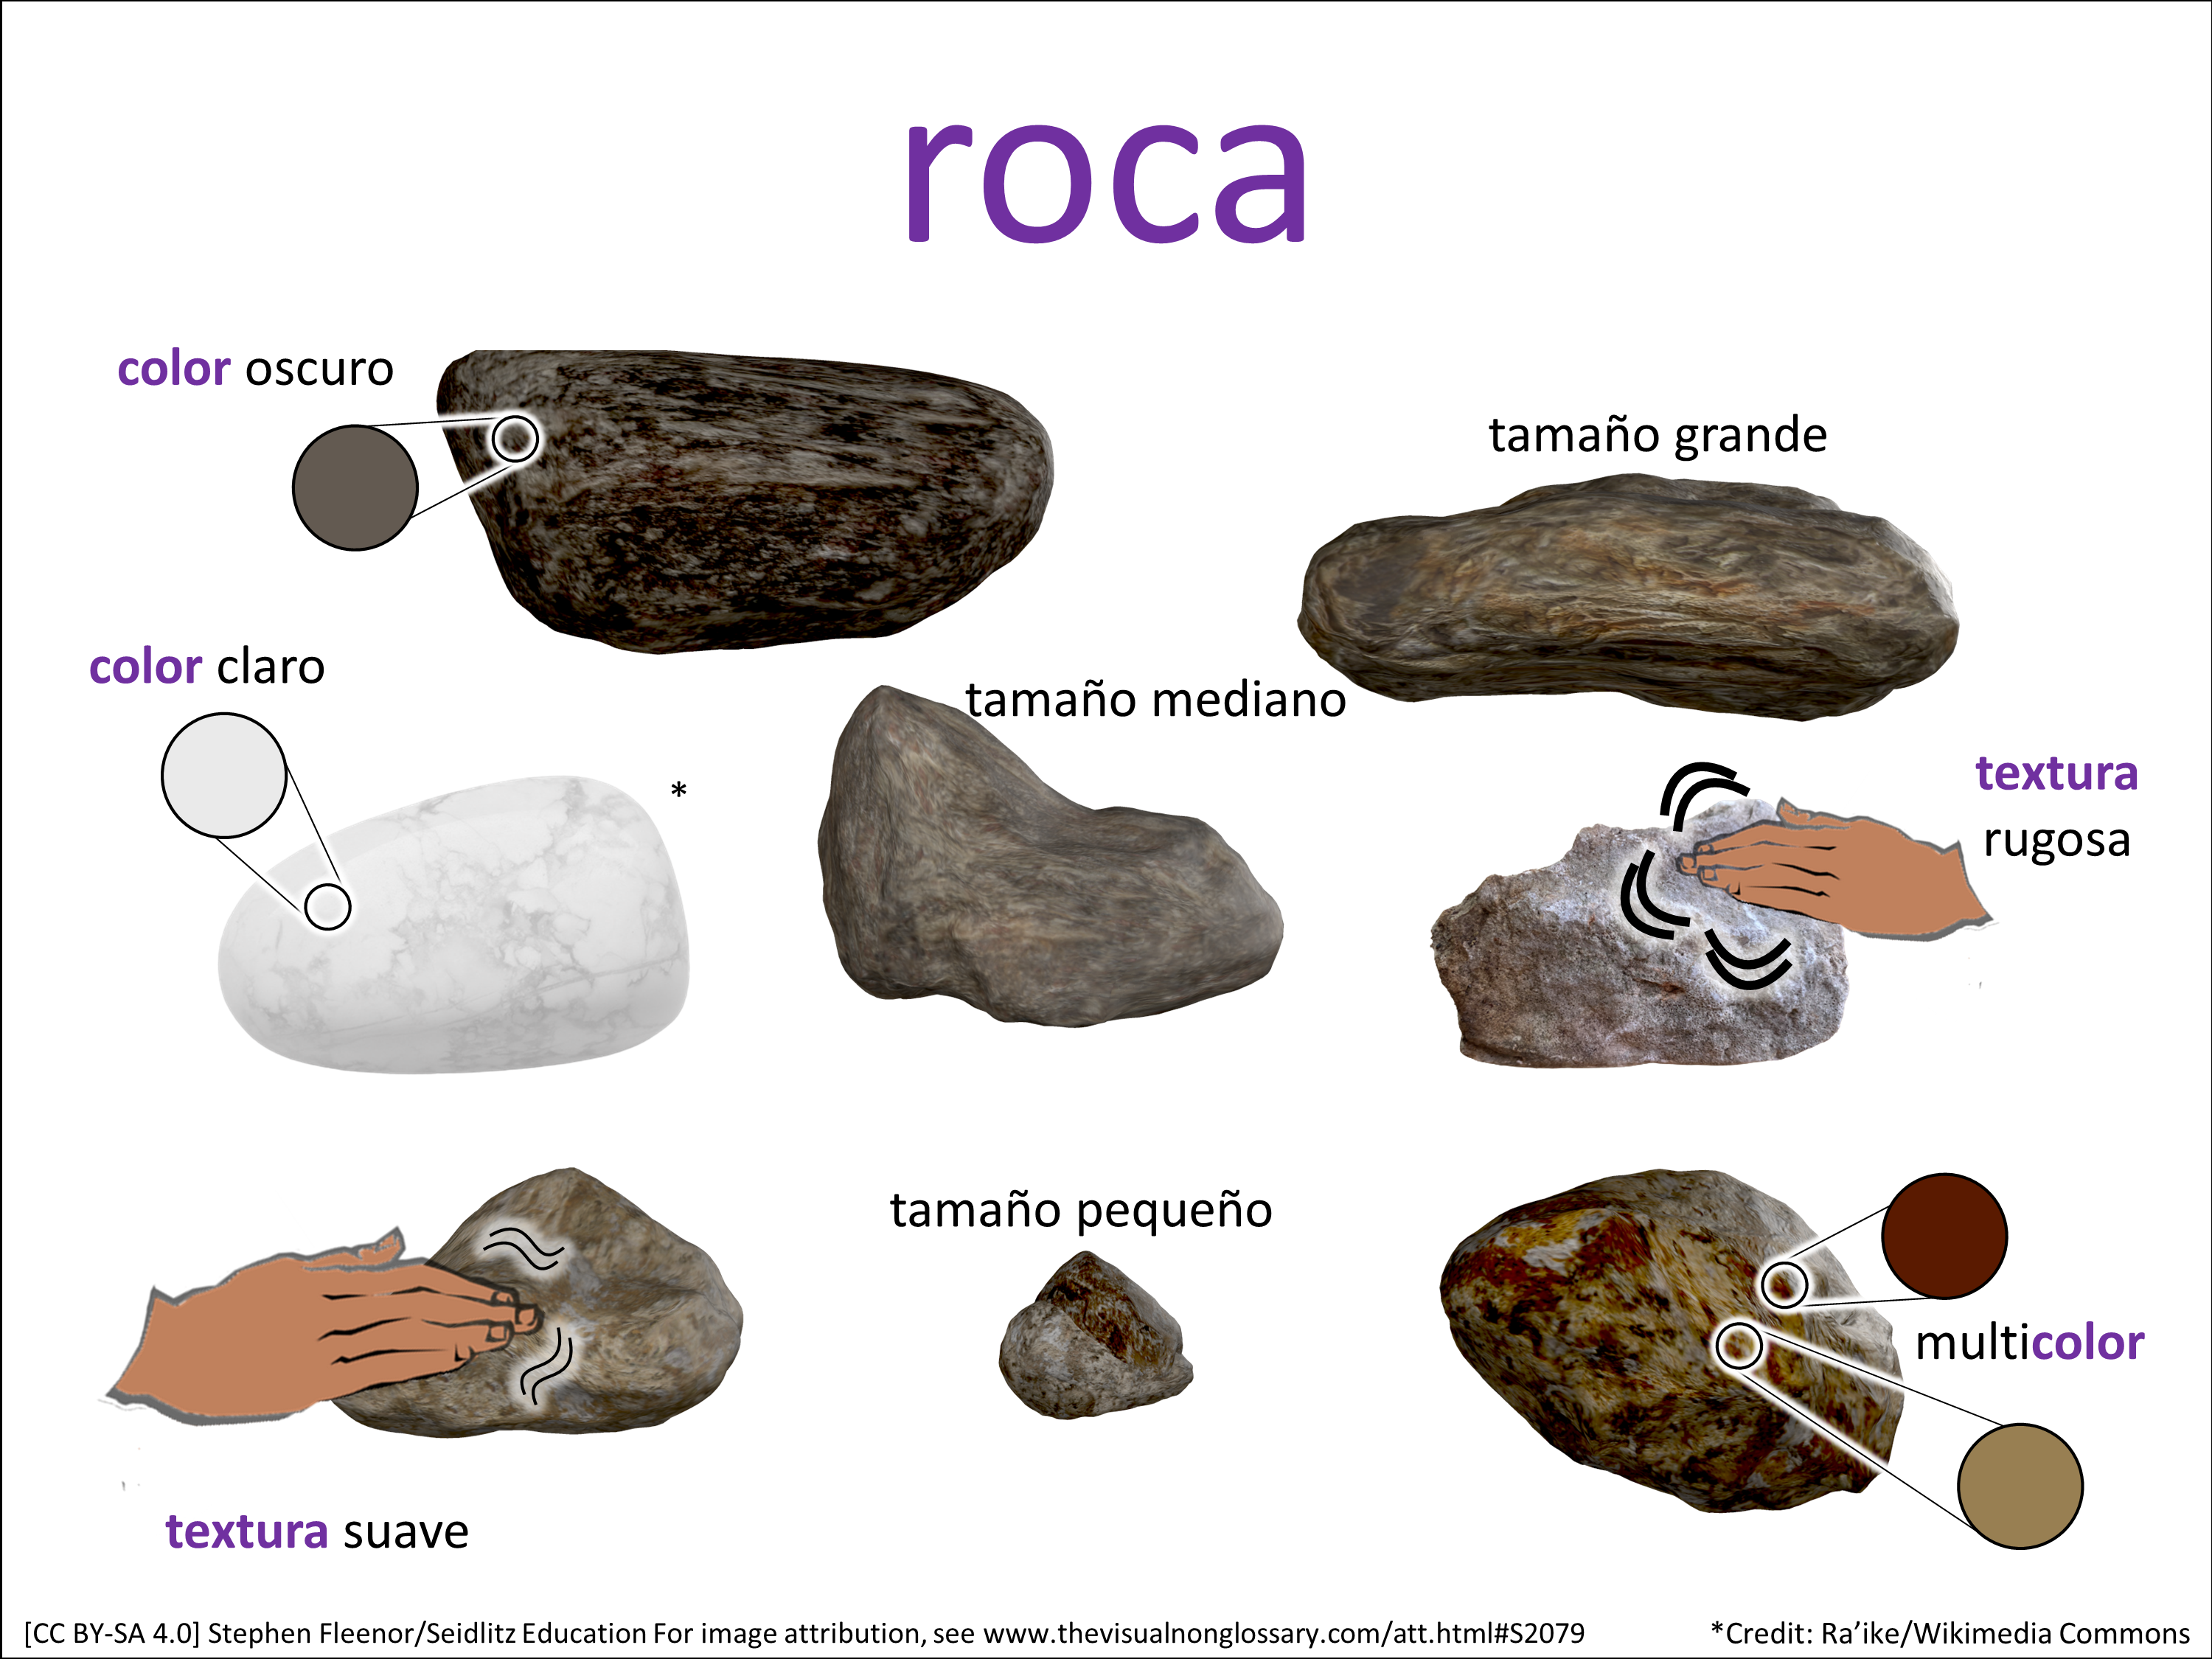 roca
color oscuro
tamaño grande
color claro
tamaño mediano
*
textura
rugosa
tamaño pequeño
multicolor
textura suave
[CC BY-SA 4.0] Stephen Fleenor/Seidlitz Education For image attribution, see www.thevisualnonglossary.com/att.html#S2079
*Credit: Ra’ike/Wikimedia Commons